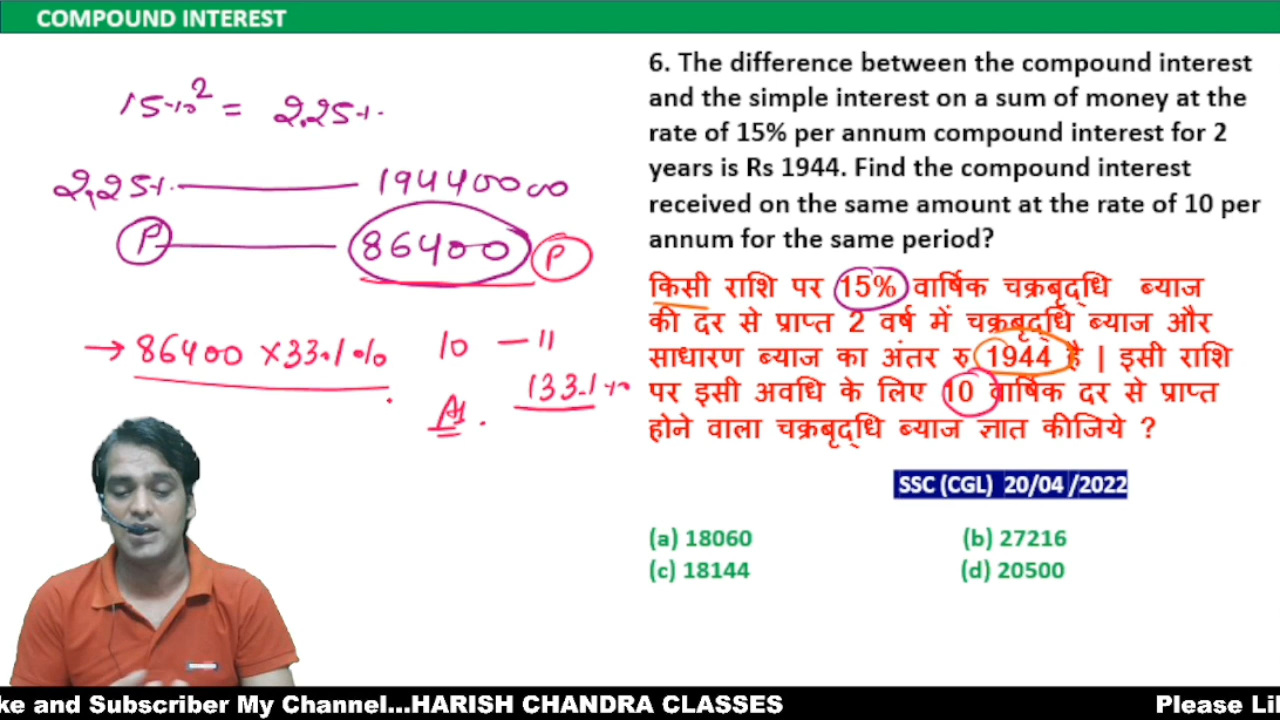 COMPOUND INTEREST
15%² = 2.25%.
2.25%. 19440000
P 86400 P
→ 86400 × 33.1% 10 — 11
133.1%
A.
6. The difference between the compound interest
and the simple interest on a sum of money at the
rate of 15% per annum compound interest for 2
years is Rs 1944. Find the compound interest
received on the same amount at the rate of 10 per
annum for the same period?
किसी राशि पर 15% वार्षिक चक्रबृद्धि ब्याज
की दर से प्राप्त 2 वर्ष में चक्रबृद्धि ब्याज और
साधारण ब्याज का अंतर रु 1944 है | इसी राशि
पर इसी अवधि के लिए 10 वार्षिक दर से प्राप्त
होने वाला चक्रबृद्धि ब्याज ज्ञात कीजिये ?
SSC (CGL) 20/04 /2022
(a) 18060 (b) 27216
(c) 18144 (d) 20500
ke and Subscriber My Channel...HARISH CHANDRA CLASSES Please Li